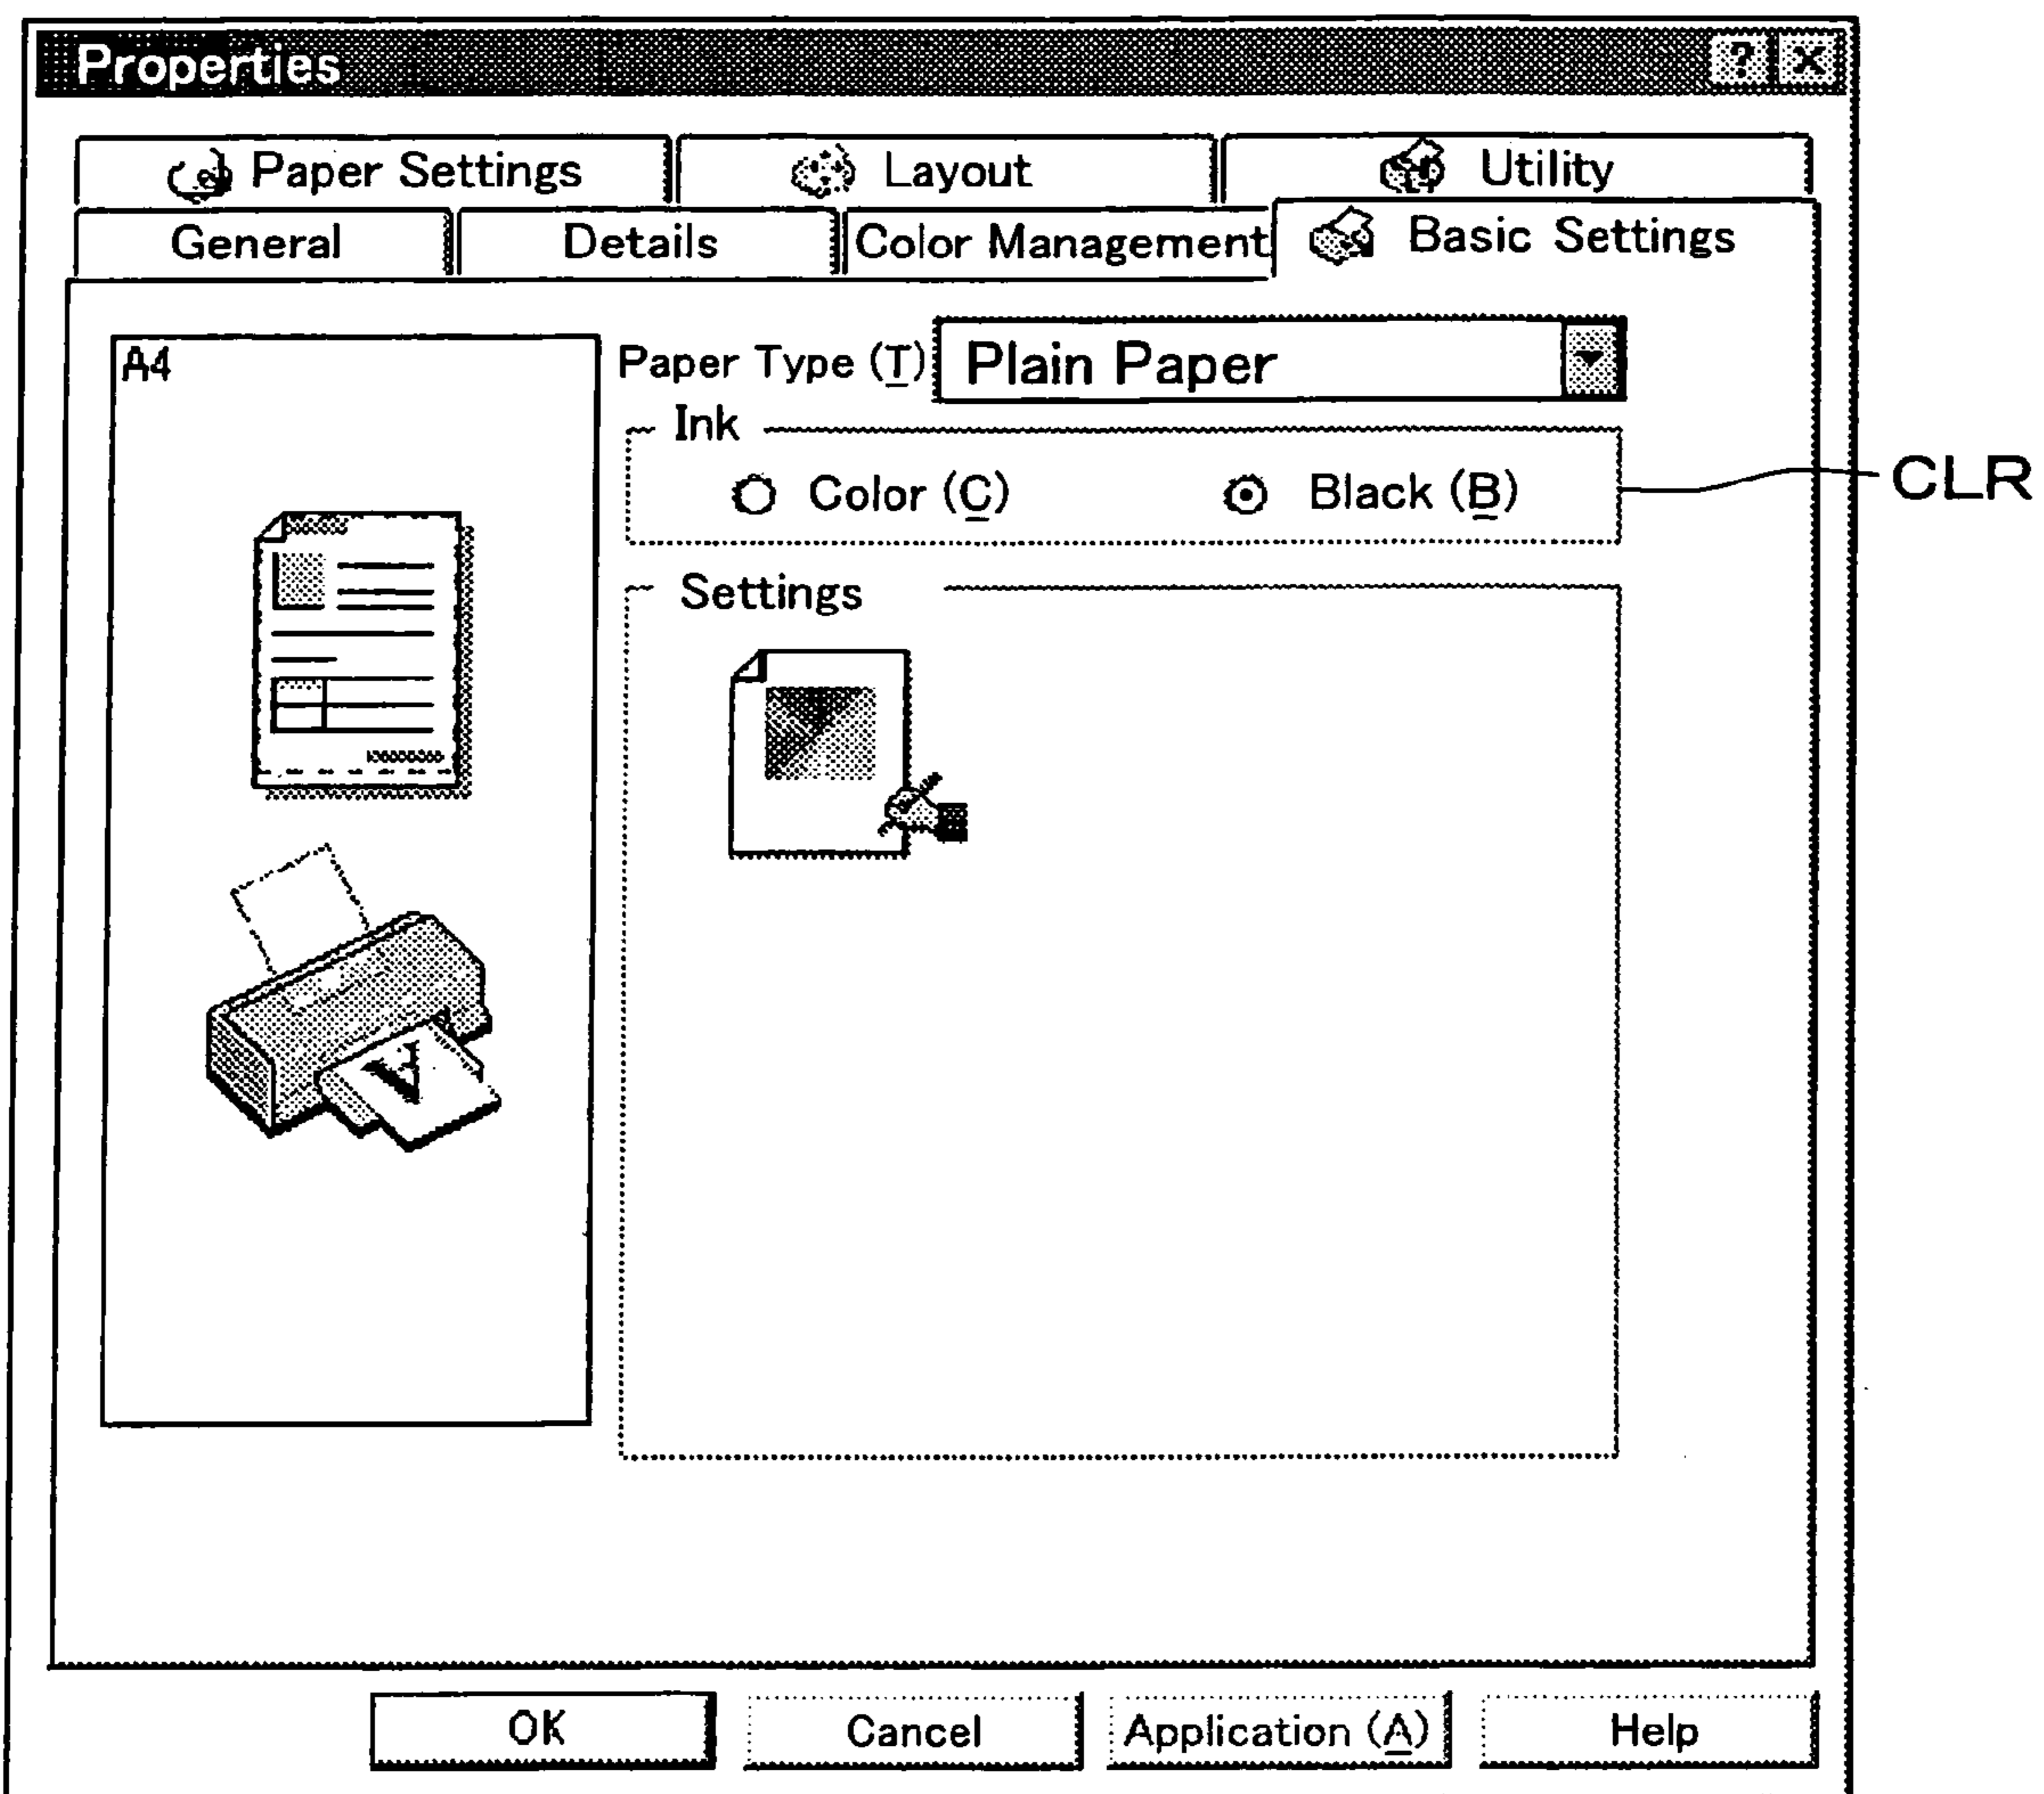 Properties ? ×
Paper Settings Layout Utility
General Details Color Management Basic Settings
A4
Paper Type (T) Plain Paper
Ink
Color (C) Black (B)
CLR
Settings
A
OK Cancel Application (A) Help